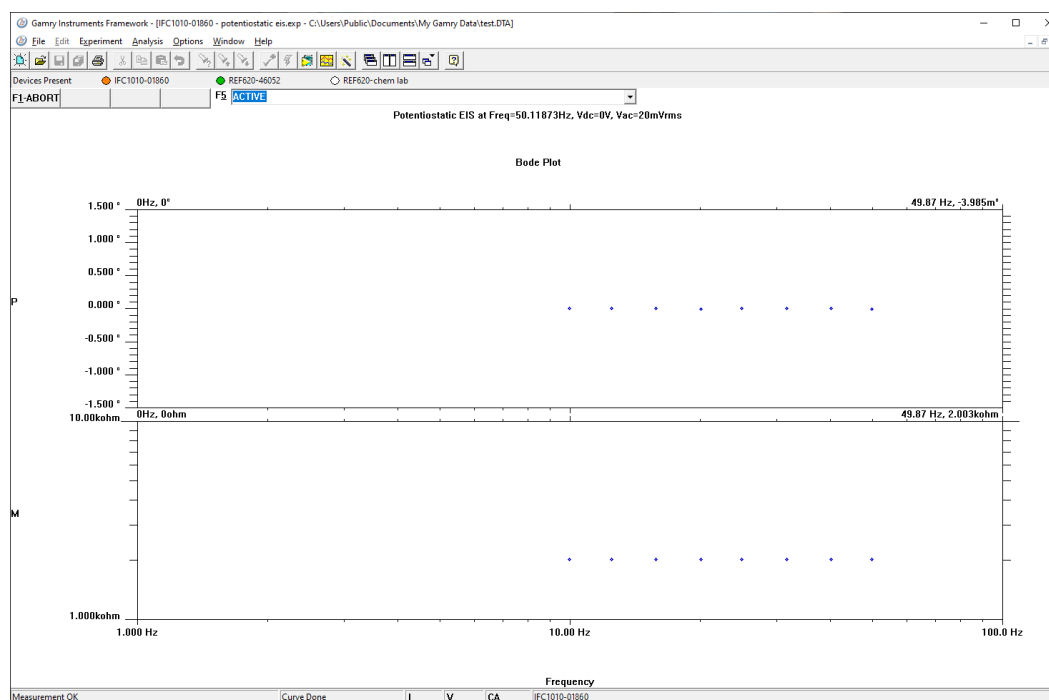 Gamry Instruments Framework - [IFC1010-01860 - potentiostatic eis.exp - C:\Users\Public\Documents\My Gamry Data\test.DTA]
File Edit Experiment Analysis Options Window Help
Devices Present IFC1010-01860 REF620-46052 REF620-chem lab
F1-ABORT F5 ACTIVE
Potentiostatic EIS at Freq=50.11873Hz, Vdc=0V, Vac=20mVrms
Bode Plot
0Hz, 0° 49.87 Hz, -3.985m°
1.500 °
1.000 °
0.500 °
P
0.000 °
-0.500 °
-1.000 °
-1.500 °
10.00kohm
0Hz, 0ohm 49.87 Hz, 2.003kohm
M
1.000kohm
1.000 Hz 10.00 Hz 100.0 Hz
Frequency
Measurement OK Curve Done I V CA IFC1010-01860